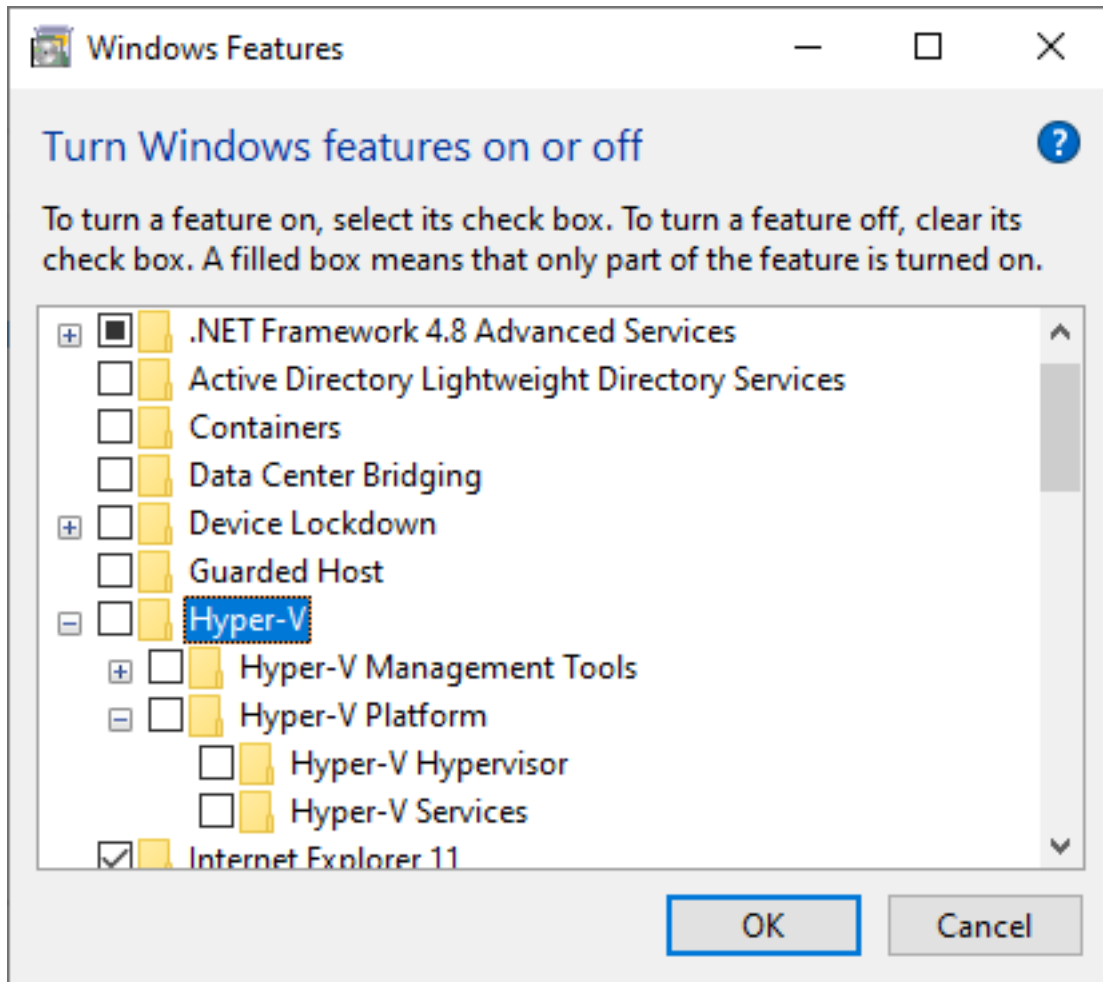 Windows Features
Turn Windows features on or off
?
To turn a feature on, select its check box. To turn a feature off, clear its
check box. A filled box means that only part of the feature is turned on.
.NET Framework 4.8 Advanced Services
Active Directory Lightweight Directory Services
Containers
Data Center Bridging
Device Lockdown
Guarded Host
Hyper-V
Hyper-V Management Tools
Hyper-V Platform
Hyper-V Hypervisor
Hyper-V Services
Internet Explorer 11
OK Cancel